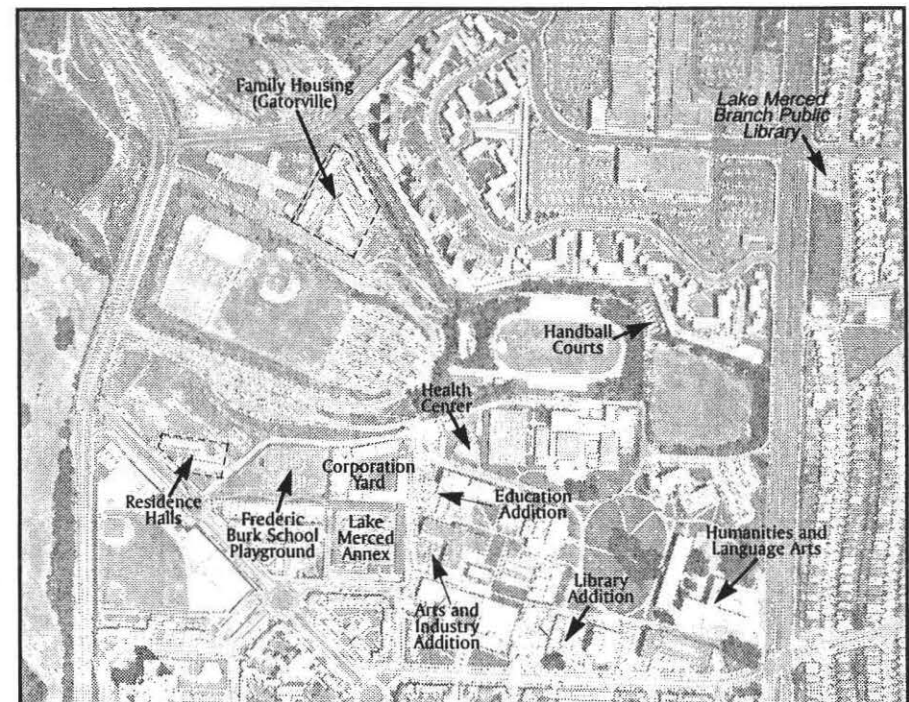 Family Housing
(Gatorville)
Lake Merced
Branch Public
Library
Handball
Courts
Health
Center
Corporation
Yard
Residence
Halls
Frederic
Burk School
Playground
Lake
Merced
Annex
Education
Addition
Humanities and
Language Arts
Library
Addition
Arts and
Industry
Addition